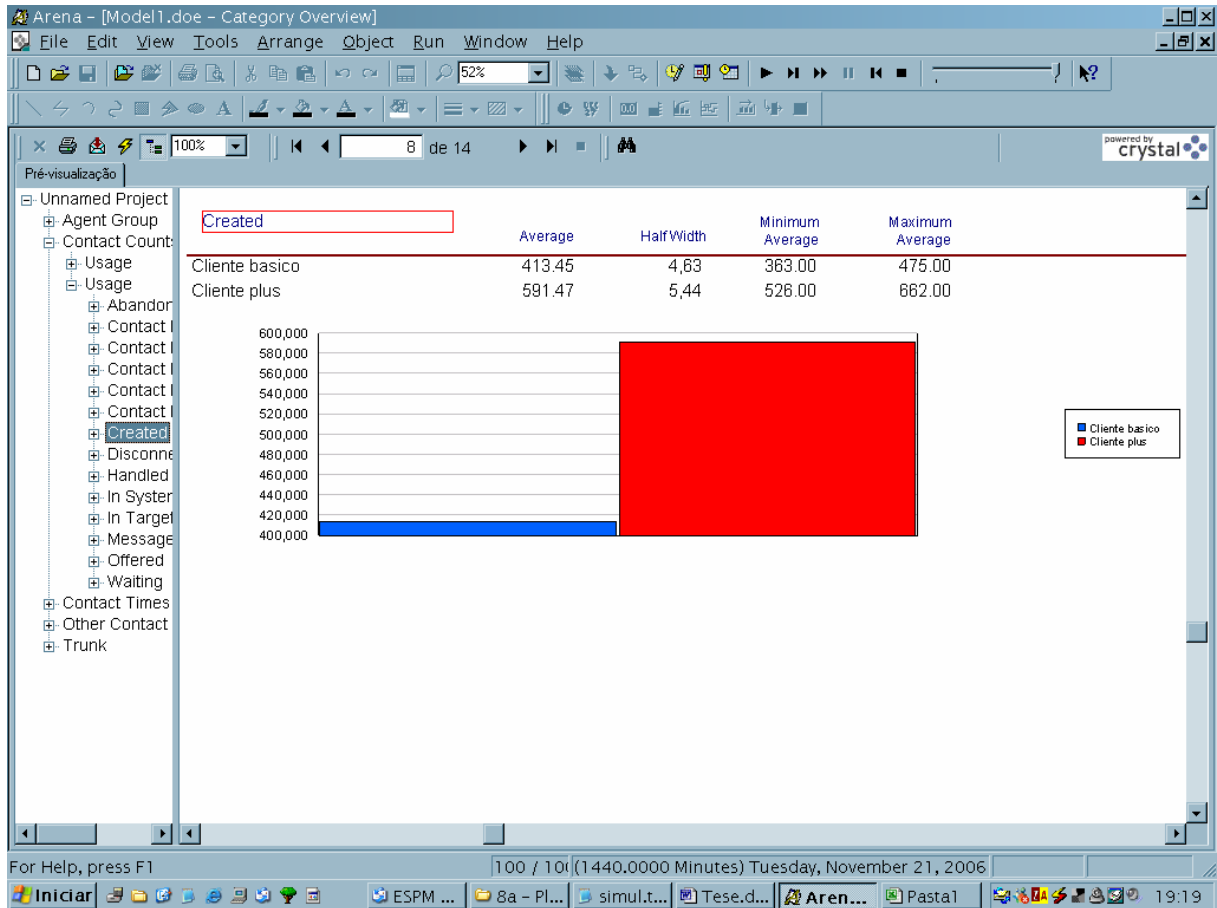 Arena - [Model1.doe - Category Overview]
File Edit View Tools Arrange Object Run Window Help
52%
100%
8 de 14
powered by crystal
Pré-visualização
Unnamed Project
Agent Group
Contact Counts
Usage
Usage
Abandon
Contact
Contact
Contact
Contact
Contact
Created
Disconne
Handled
In System
In Target
Message
Offered
Waiting
Contact Times
Other Contact
Trunk
Created
Average Half Width Minimum Average Maximum Average
Cliente basico 413.45 4,63 363.00 475.00
Cliente plus 591.47 5,44 526.00 662.00
600,000
580,000
560,000
540,000
520,000
500,000
480,000
460,000
440,000
420,000
400,000
Cliente basico
Cliente plus
For Help, press F1
100 / 100 (1440.0000 Minutes) Tuesday, November 21, 2006
Iniciar ESPM ... 8a - Pl... simul.t... Tese.d... Aren... Pasta1 19:19